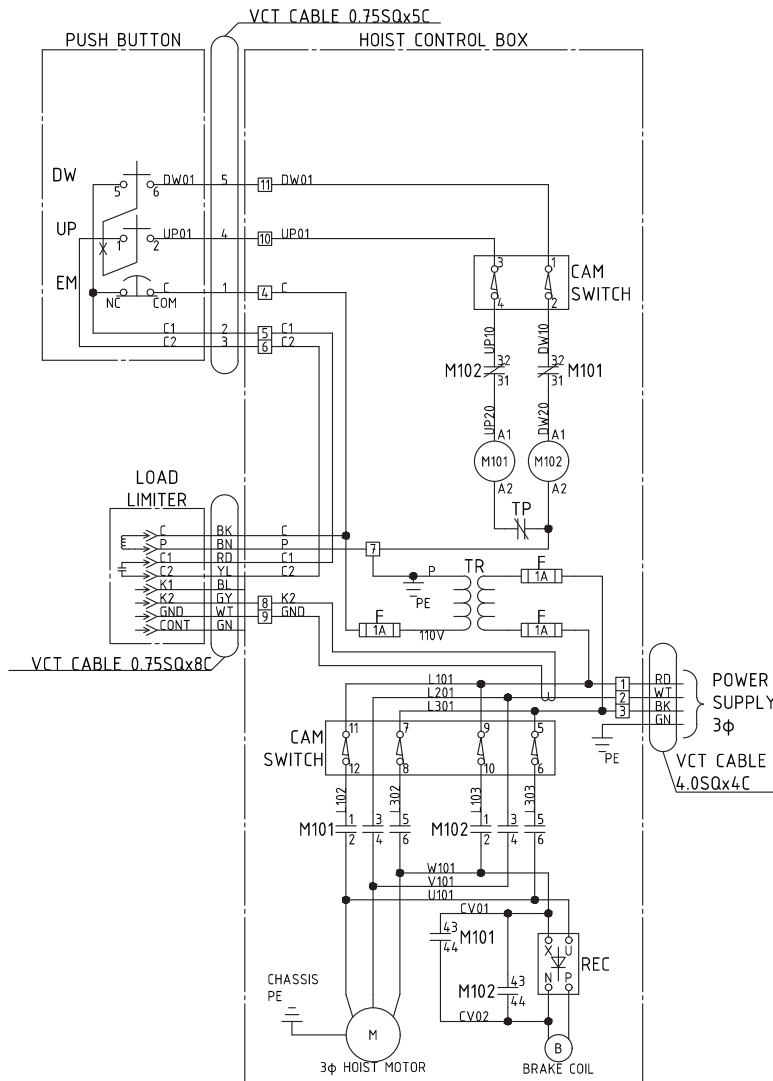 VCT CABLE 0.75SQx5C
PUSH BUTTON
HOIST CONTROL BOX
DW
5 6 DW01 5 11 DW01
UP
1 2 UP01 4 10 UP01
EM
NC COM C 1 4 C
C1 2 5 C1
C2 3 6 C2
3 1
4 2
CAM
SWITCH
UP10 DW10
M102 32 32 M101
31 31
UP20 DW20
A1 A1
M101 M102
A2 A2
TP
LOAD
LIMITER
C BK C
P BN P 7
C1 RD C1
C2 YL C2
K1 BL
K2 GY 8 K2
GND WT 9 GND
CONT GN
P TR F
1A
PE
F
1A
110V
F
1A
VCT CABLE 0.75SQx8C
L101 1 RD
L201 2 WT
L301 3 BK
GN
POWER
SUPPLY
3ϕ
PE
VCT CABLE
4.0SQx4C
CAM
SWITCH
11 7 9 5
12 8 10 6
L102 L302 L103 L303
M101 1 3 5 M102 1 3 5
2 4 6 2 4 6
W101
V101
U101
CV01
43 M101
44
X U
REC
N P
M102 43
44
CV02
CHASSIS
PE
M
3ϕ HOIST MOTOR
B
BRAKE COIL